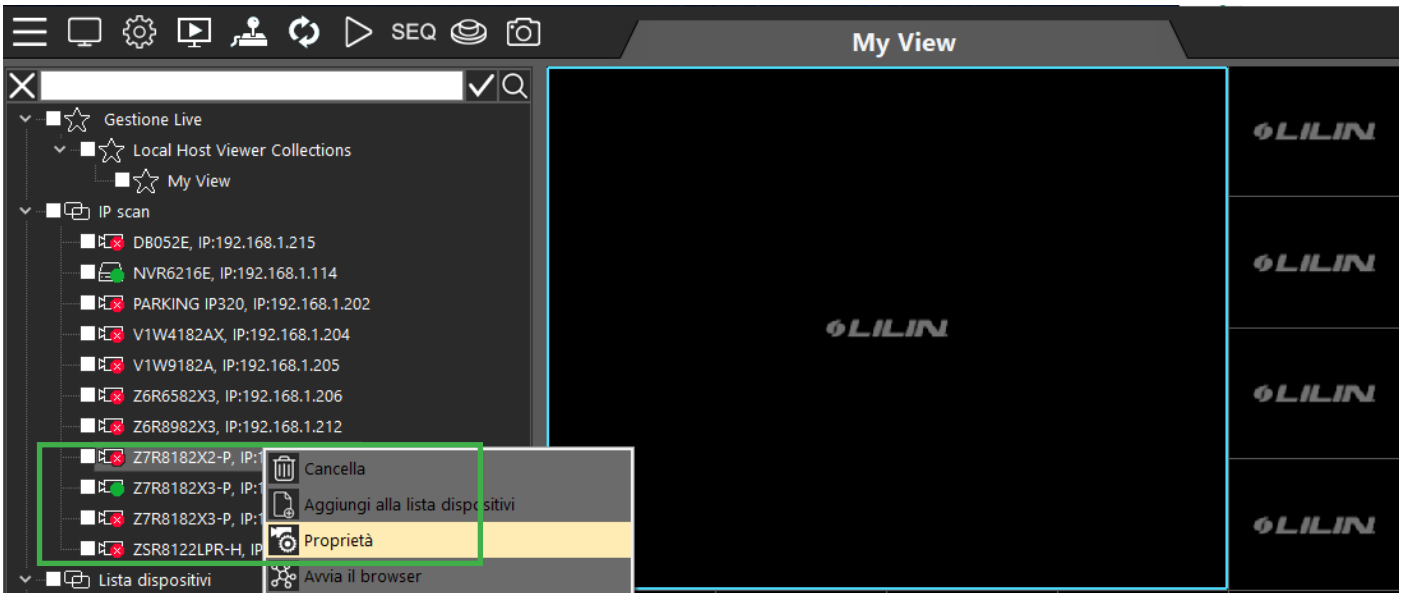 SEQ
My View
Gestione Live
Local Host Viewer Collections
My View
IP scan
DB052E, IP:192.168.1.215
NVR6216E, IP:192.168.1.114
PARKING IP320, IP:192.168.1.202
V1W4182AX, IP:192.168.1.204
V1W9182A, IP:192.168.1.205
Z6R6582X3, IP:192.168.1.206
Z6R8982X3, IP:192.168.1.212
Z7R8182X2-P, IP:1
Z7R8182X3-P, IP:1
Z7R8182X3-P, IP:1
ZSR8122LPR-H, IP
Lista dispositivi
Cancella
Aggiungi alla lista dispositivi
Proprietà
Avvia il browser
LILIN
LILIN
LILIN
LILIN
LILIN